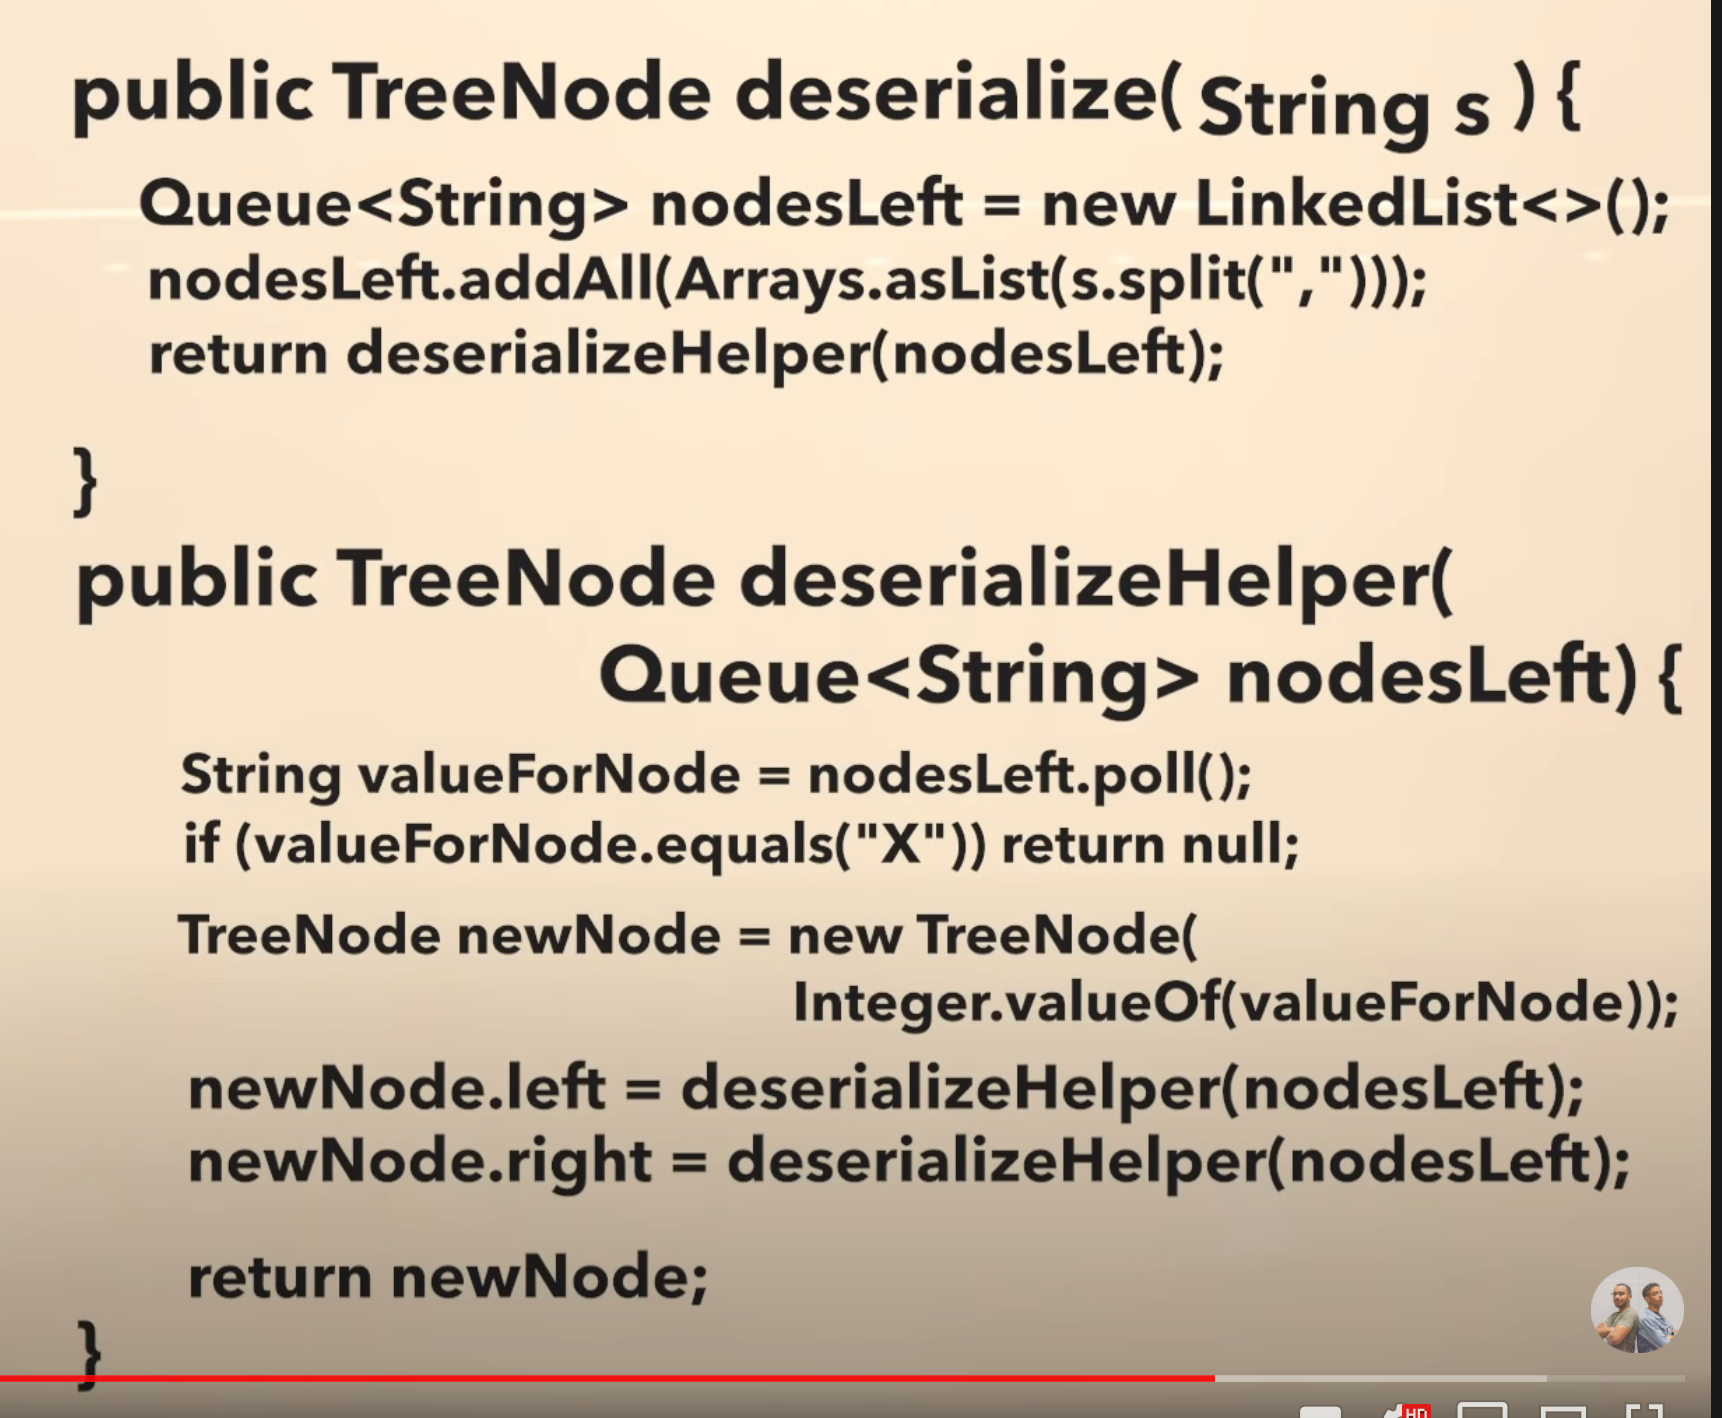 public TreeNode deserialize( String s ) {
Queue<String> nodesLeft = new LinkedList<>();
nodesLeft.addAll(Arrays.asList(s.split(",")));
return deserializeHelper(nodesLeft);
}
public TreeNode deserializeHelper(
Queue<String> nodesLeft) {
String valueForNode = nodesLeft.poll();
if (valueForNode.equals("X")) return null;
TreeNode newNode = new TreeNode(
Integer.valueOf(valueForNode));
newNode.left = deserializeHelper(nodesLeft);
newNode.right = deserializeHelper(nodesLeft);
return newNode;
}
HD